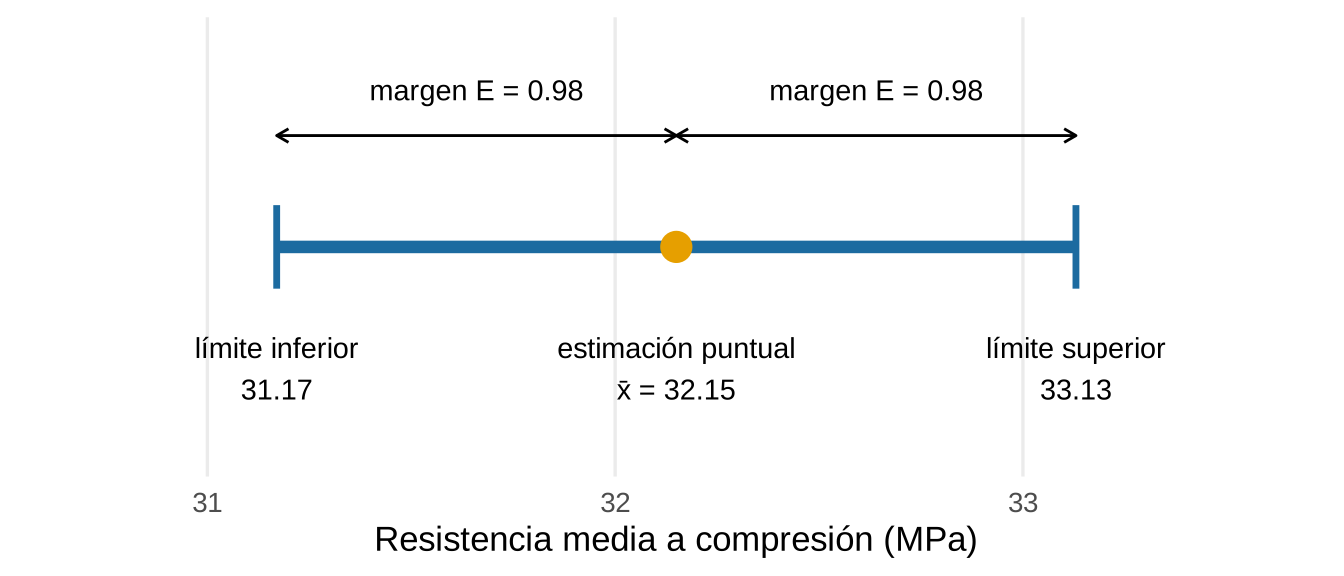 margen E = 0.98
margen E = 0.98
límite inferior
31.17
estimación puntual
x̄ = 32.15
límite superior
33.13
31
32
33
Resistencia media a compresión (MPa)